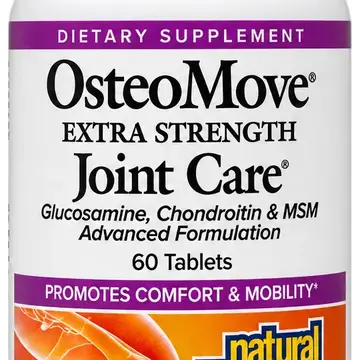 DIETARY SUPPLEMENT
OsteoMove®
EXTRA STRENGTH
Joint Care®
Glucosamine, Chondroitin & MSM
Advanced Formulation
60 Tablets
PROMOTES COMFORT & MOBILITY*
natural